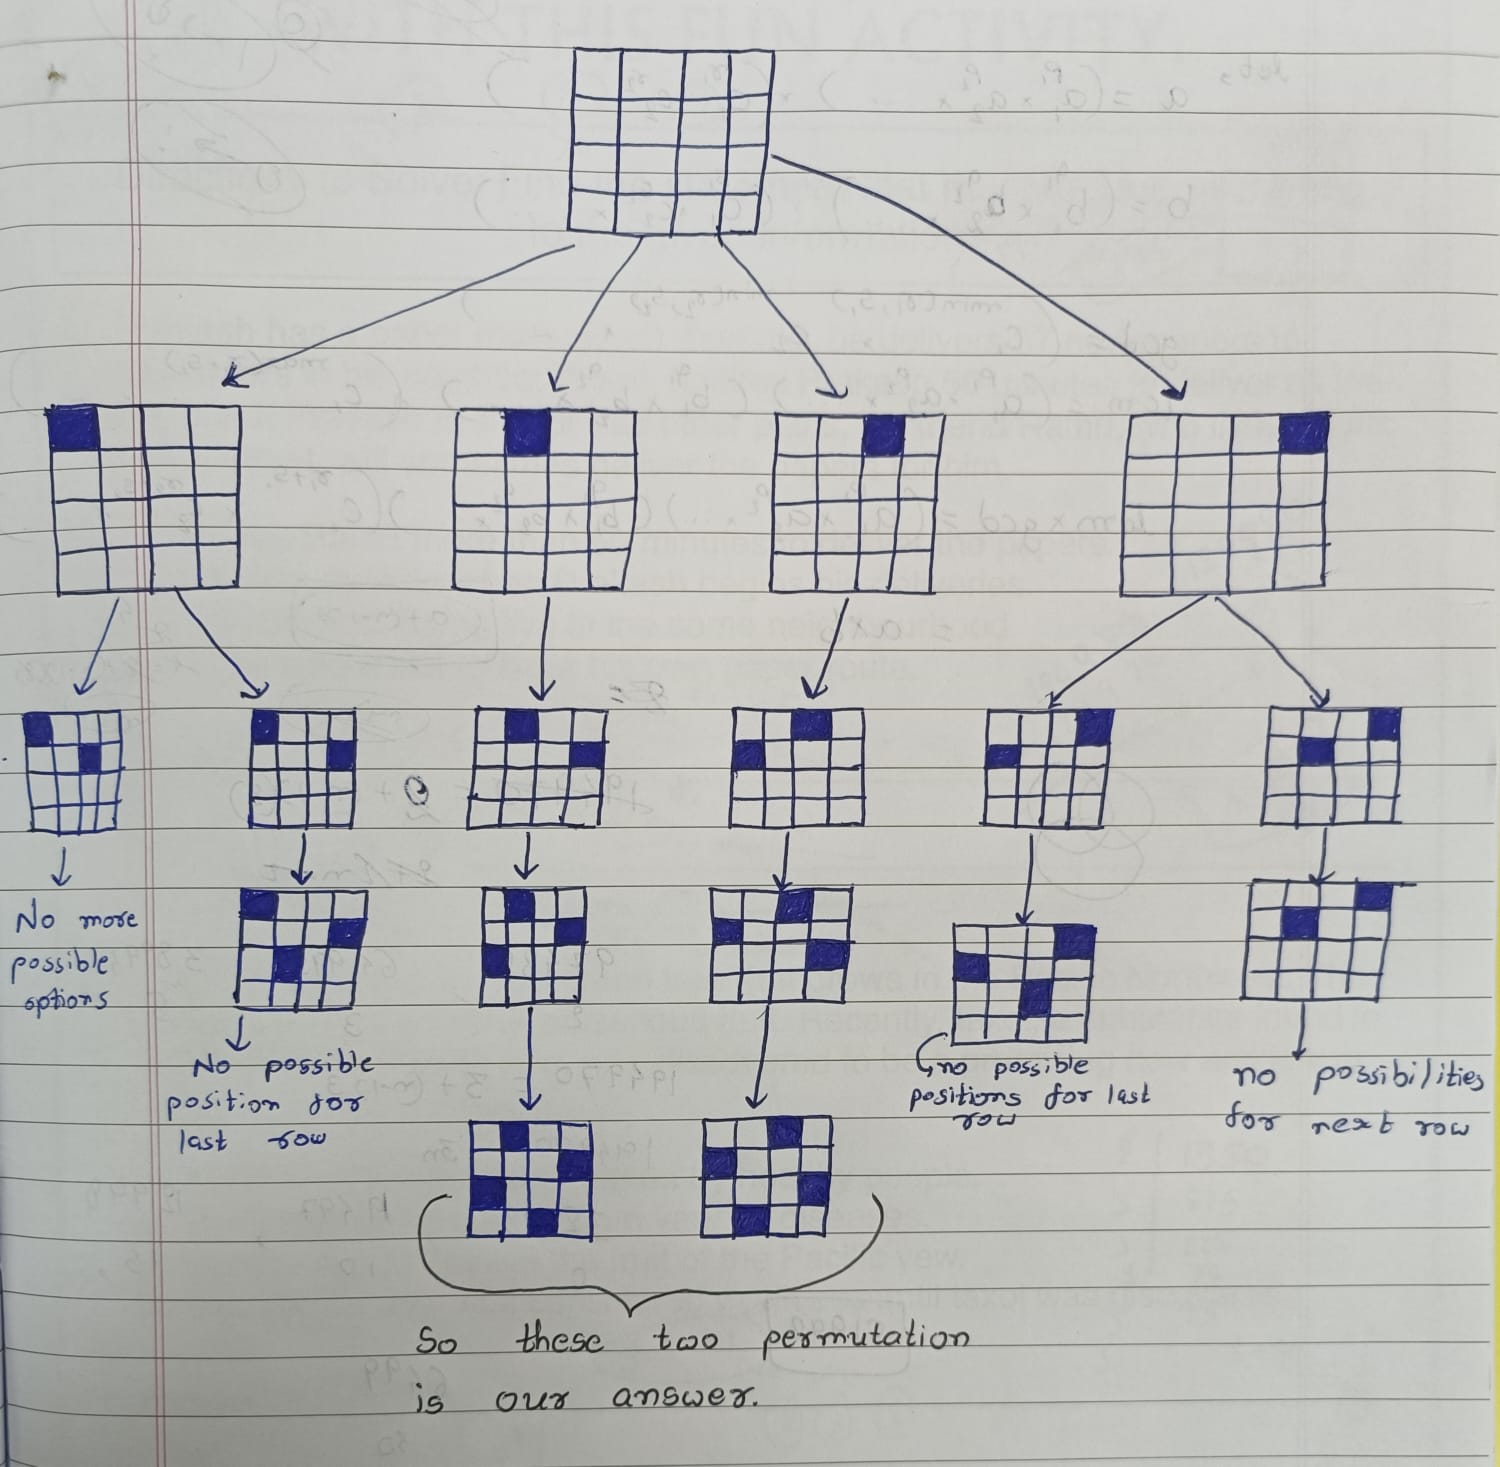 No more
possible
options
No possible
position for
last row
no possible
positions for last
row
no possibilities
for next row
So these two permutation
is our answer.